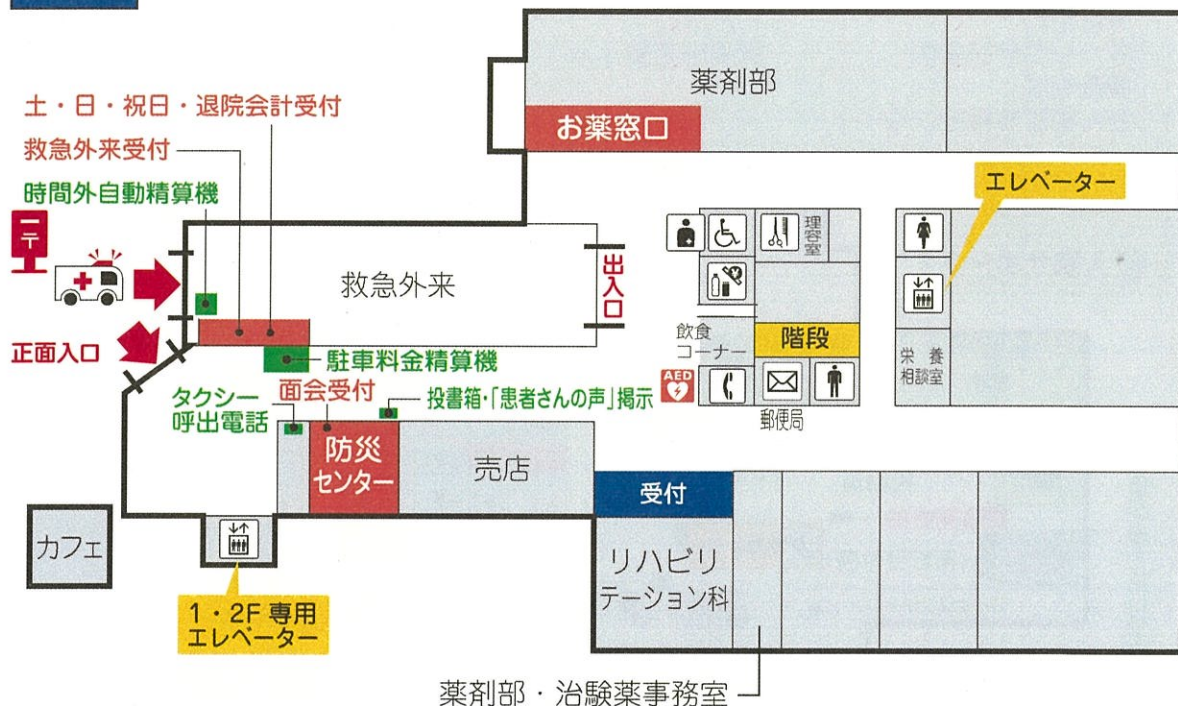 薬剤部
お薬窓口
土・日・祝日・退院会計受付
救急外来受付
時間外自動精算機
エレベーター
〒
救急外来
出入口
理容室
正面入口
駐車料金精算機
飲食
コーナー
階段
栄養
相談室
AED
郵便局
タクシー
呼出電話
面会受付
投書箱・「患者さんの声」掲示
防災
センター
売店
受付
カフェ
リハビリ
テーション科
1・2F 専用
エレベーター
薬剤部・治験薬事務室